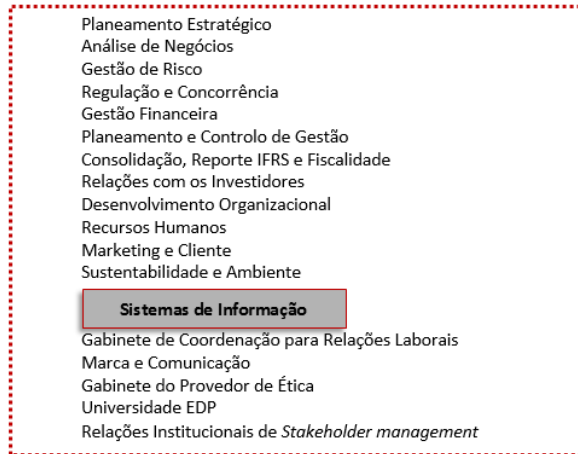 Planeamento Estratégico
Análise de Negócios
Gestão de Risco
Regulação e Concorrência
Gestão Financeira
Planeamento e Controlo de Gestão
Consolidação, Reporte IFRS e Fiscalidade
Relações com os Investidores
Desenvolvimento Organizacional
Recursos Humanos
Marketing e Cliente
Sustentabilidade e Ambiente
Sistemas de Informação
Gabinete de Coordenação para Relações Laborais
Marca e Comunicação
Gabinete do Provedor de Ética
Universidade EDP
Relações Institucionais de Stakeholder management